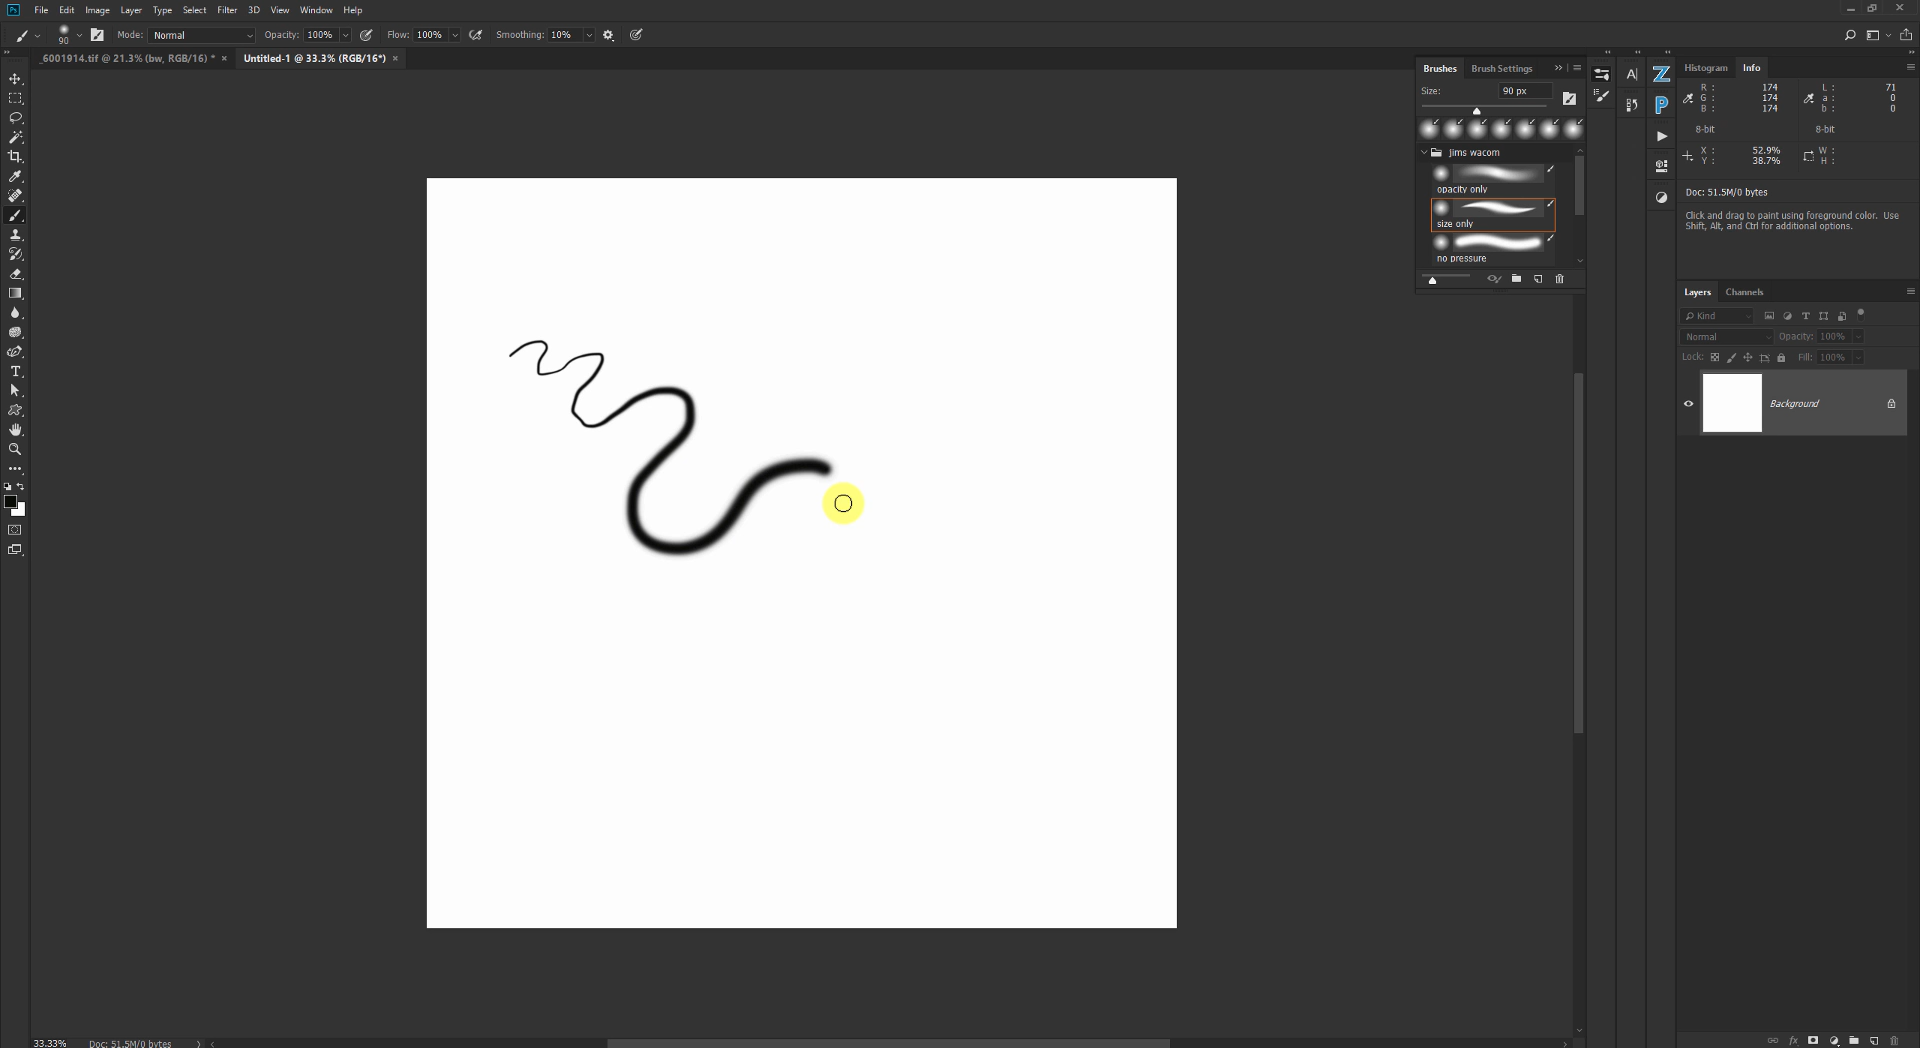 Ps File Edit Image Layer Type Select Filter 3D View Window Help
90 Mode: Normal Opacity: 100% Flow: 100% Smoothing: 10%
_6001914.tif @ 21.3% (bw, RGB/16) * × Untitled-1 @ 33.3% (RGB/16*) ×
Brushes Brush Settings
Size: 90 px
Jims wacom
opacity only
size only
no pressure
A|
Z
P
Histogram Info
R : 174 L : 71
G : 174 a : 0
B : 174 b : 0
8-bit 8-bit
X : 52.9% W :
Y : 38.7% H :
Doc: 51.5M/0 bytes
Click and drag to paint using foreground color. Use
Shift, Alt, and Ctrl for additional options.
Layers Channels
Kind
Normal Opacity: 100%
Lock: Fill: 100%
Background
fx
33.33% Doc: 51.5M/0 bytes